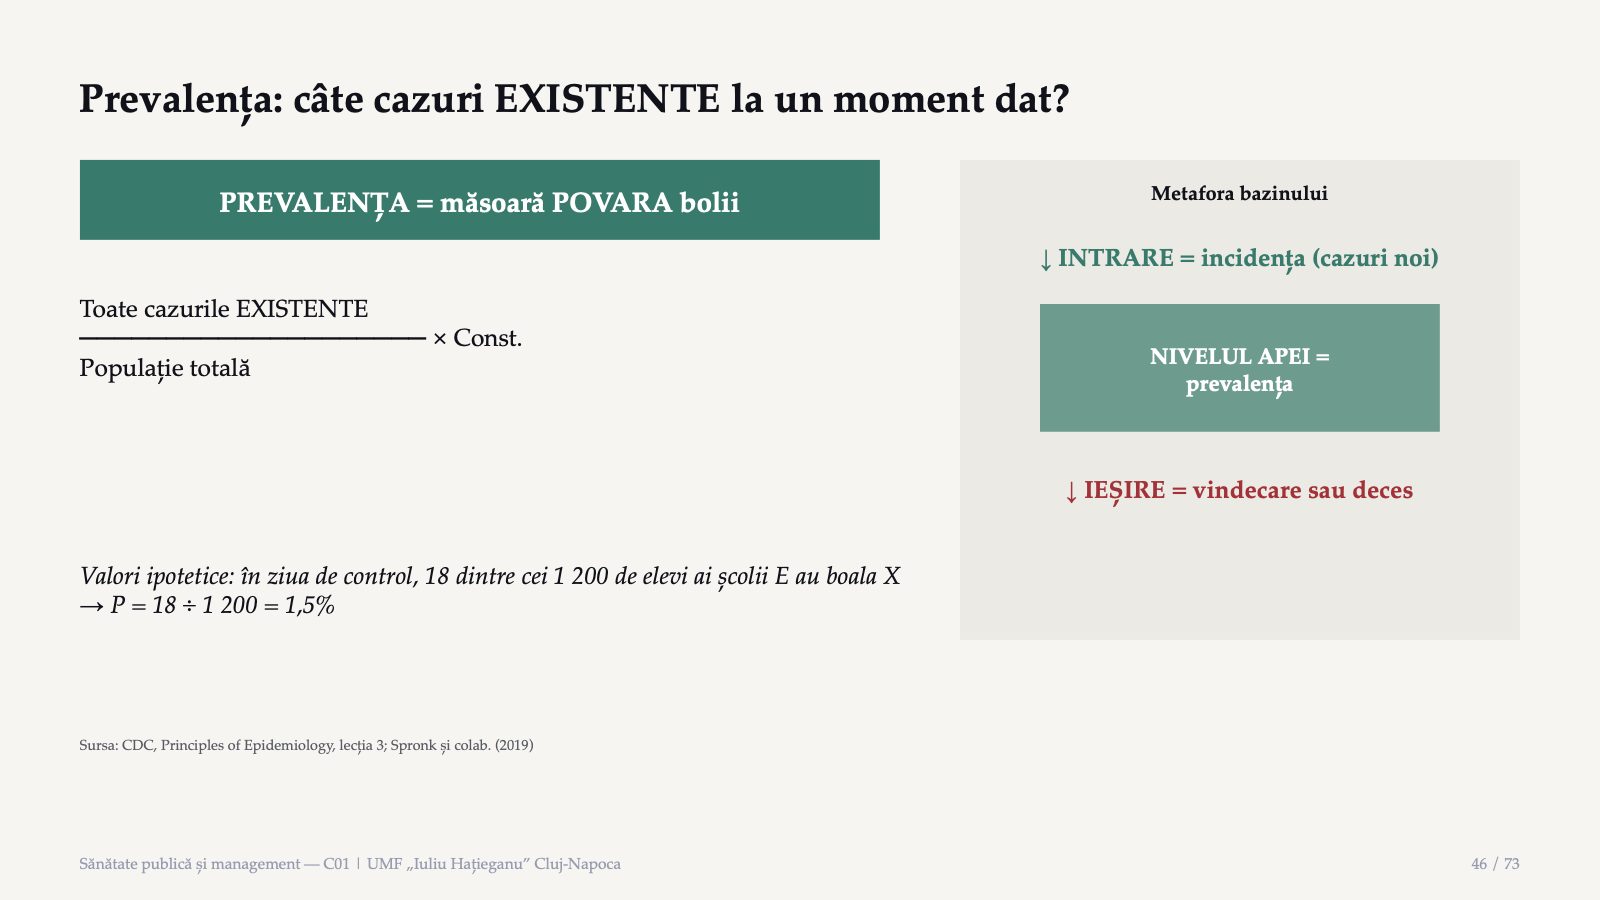 Prevalența: câte cazuri EXISTENTE la un moment dat?
PREVALENȚA = măsoară POVARA bolii
Toate cazurile EXISTENTE
────────────────────── × Const.
Populație totală
Valori ipotetice: în ziua de control, 18 dintre cei 1 200 de elevi ai școlii E au boala X
→ P = 18 ÷ 1 200 = 1,5%
Metafora bazinului
↓ INTRARE = incidența (cazuri noi)
NIVELUL APEI =
prevalența
↓ IEȘIRE = vindecare sau deces
Sursa: CDC, Principles of Epidemiology, lecția 3; Spronk și colab. (2019)
Sănătate publică și management — C01 | UMF „Iuliu Hațieganu” Cluj-Napoca
46 / 73